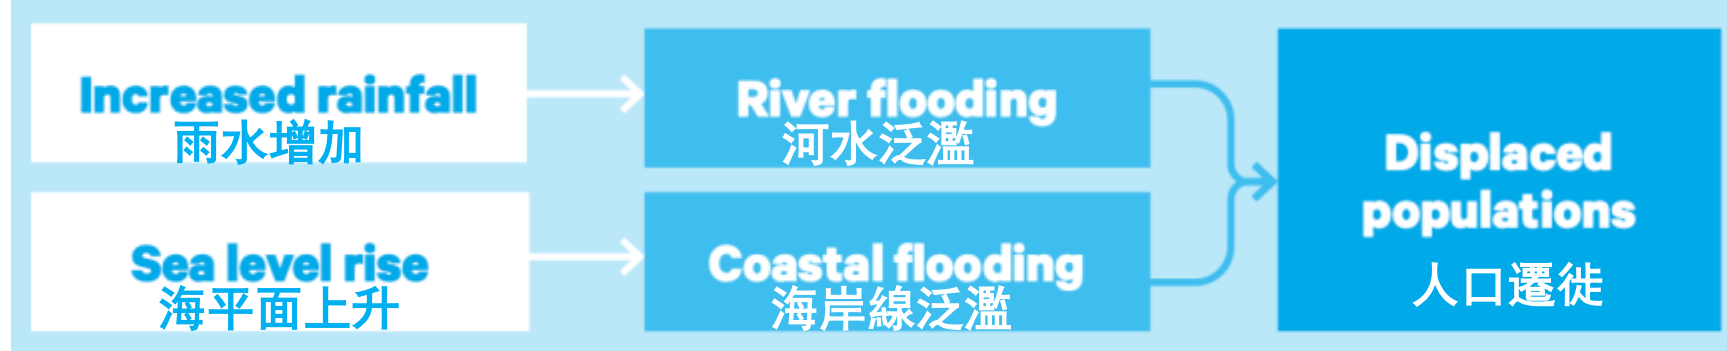 Increased rainfall
雨水增加
River flooding
河水泛濫
Sea level rise
海平面上升
Coastal flooding
海岸線泛濫
Displaced
populations
人口遷徙